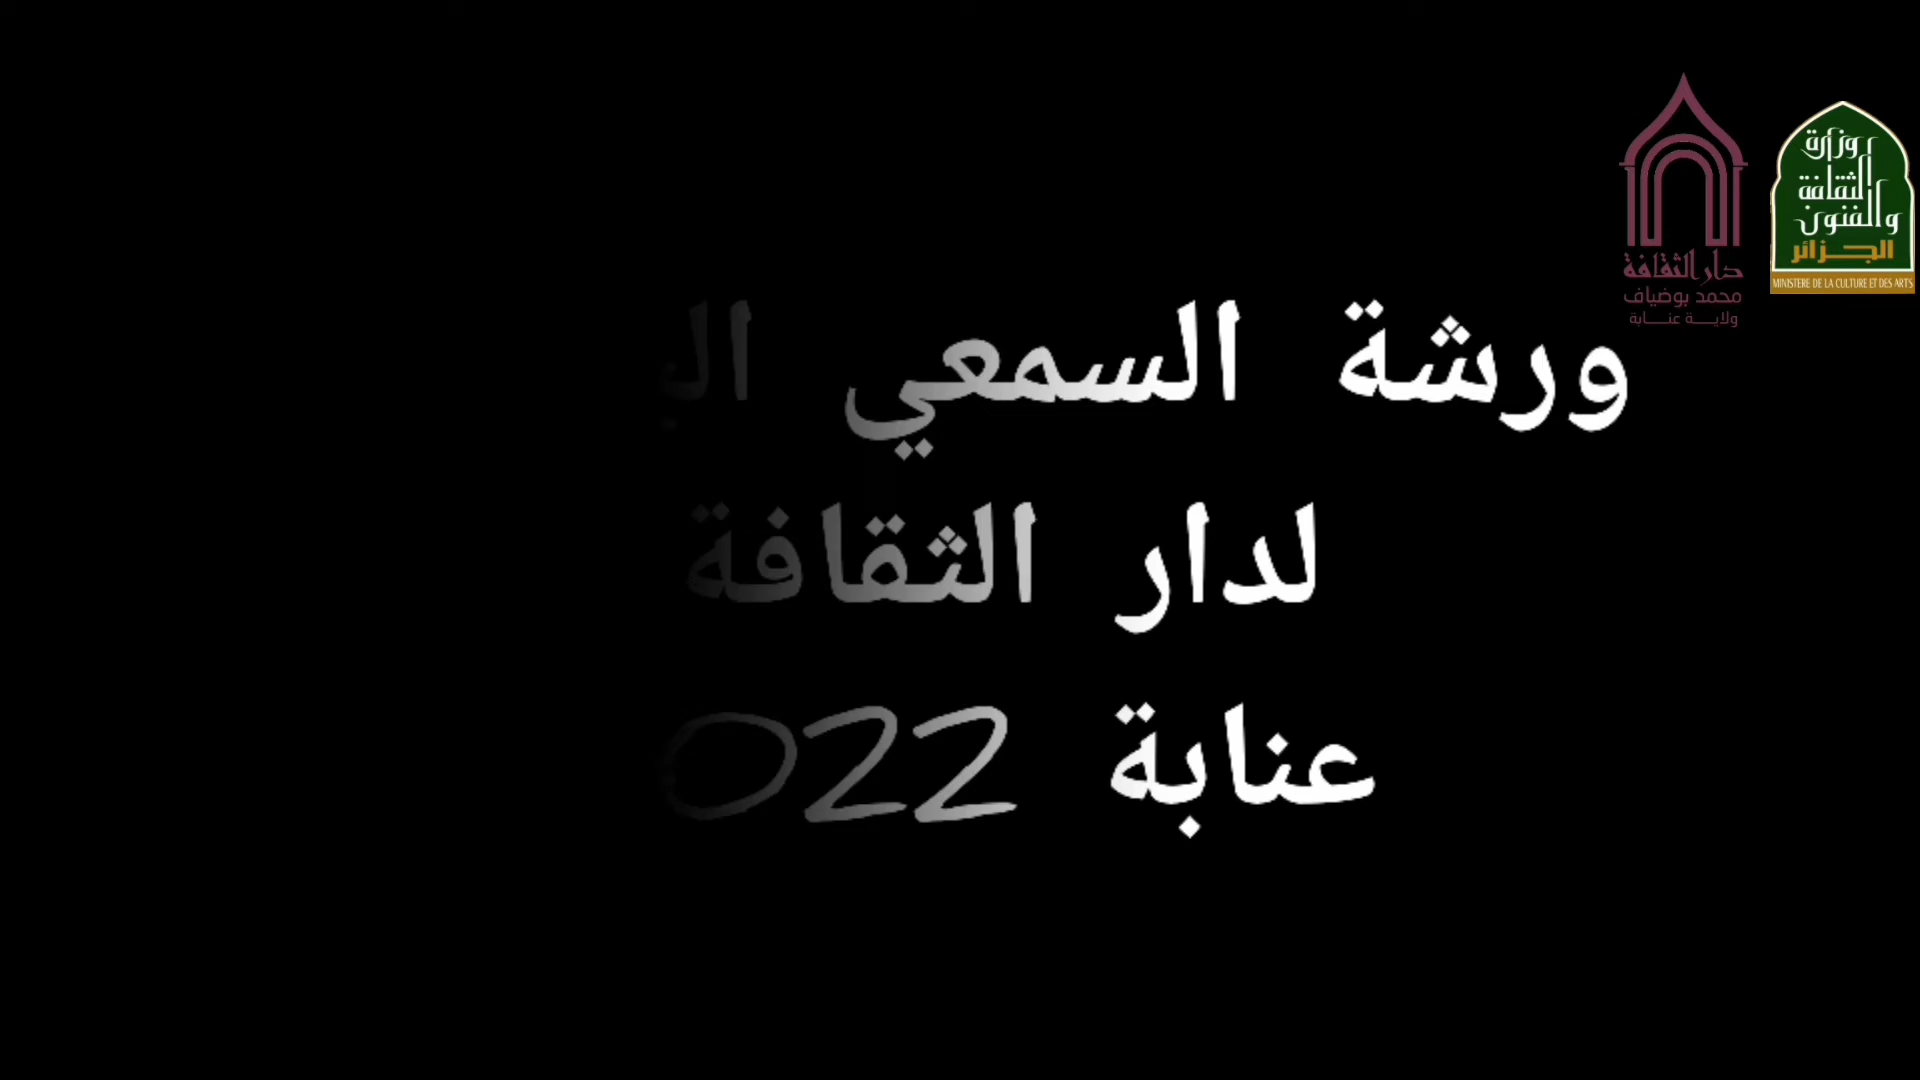 ورشة السمعي
لدار الثقافة
عنابة 022
دار الثقافة
محمد بوضياف
ولاية عنابة
وزارة
الثقافة
والفنون
الجزائر
MINISTERE DE LA CULTURE ET DES ARTS